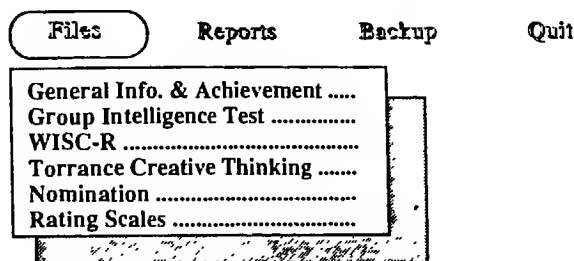 Files Reports Backup Quit
General Info. & Achievement .....
Group Intelligence Test ................
WISC-R ............................................
Torrance Creative Thinking .......
Nomination ......................................
Rating Scales ..................................